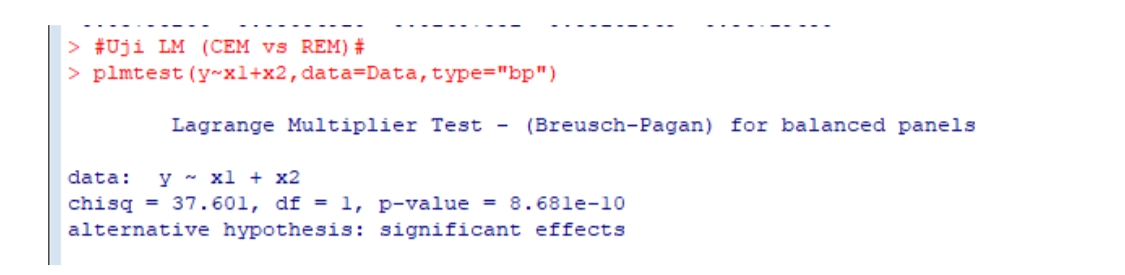 > #Uji LM (CEM vs REM)#
> plmtest(y~x1+x2,data=Data,type="bp")
Lagrange Multiplier Test - (Breusch-Pagan) for balanced panels
data:  y ~ x1 + x2
chisq = 37.601, df = 1, p-value = 8.681e-10
alternative hypothesis: significant effects